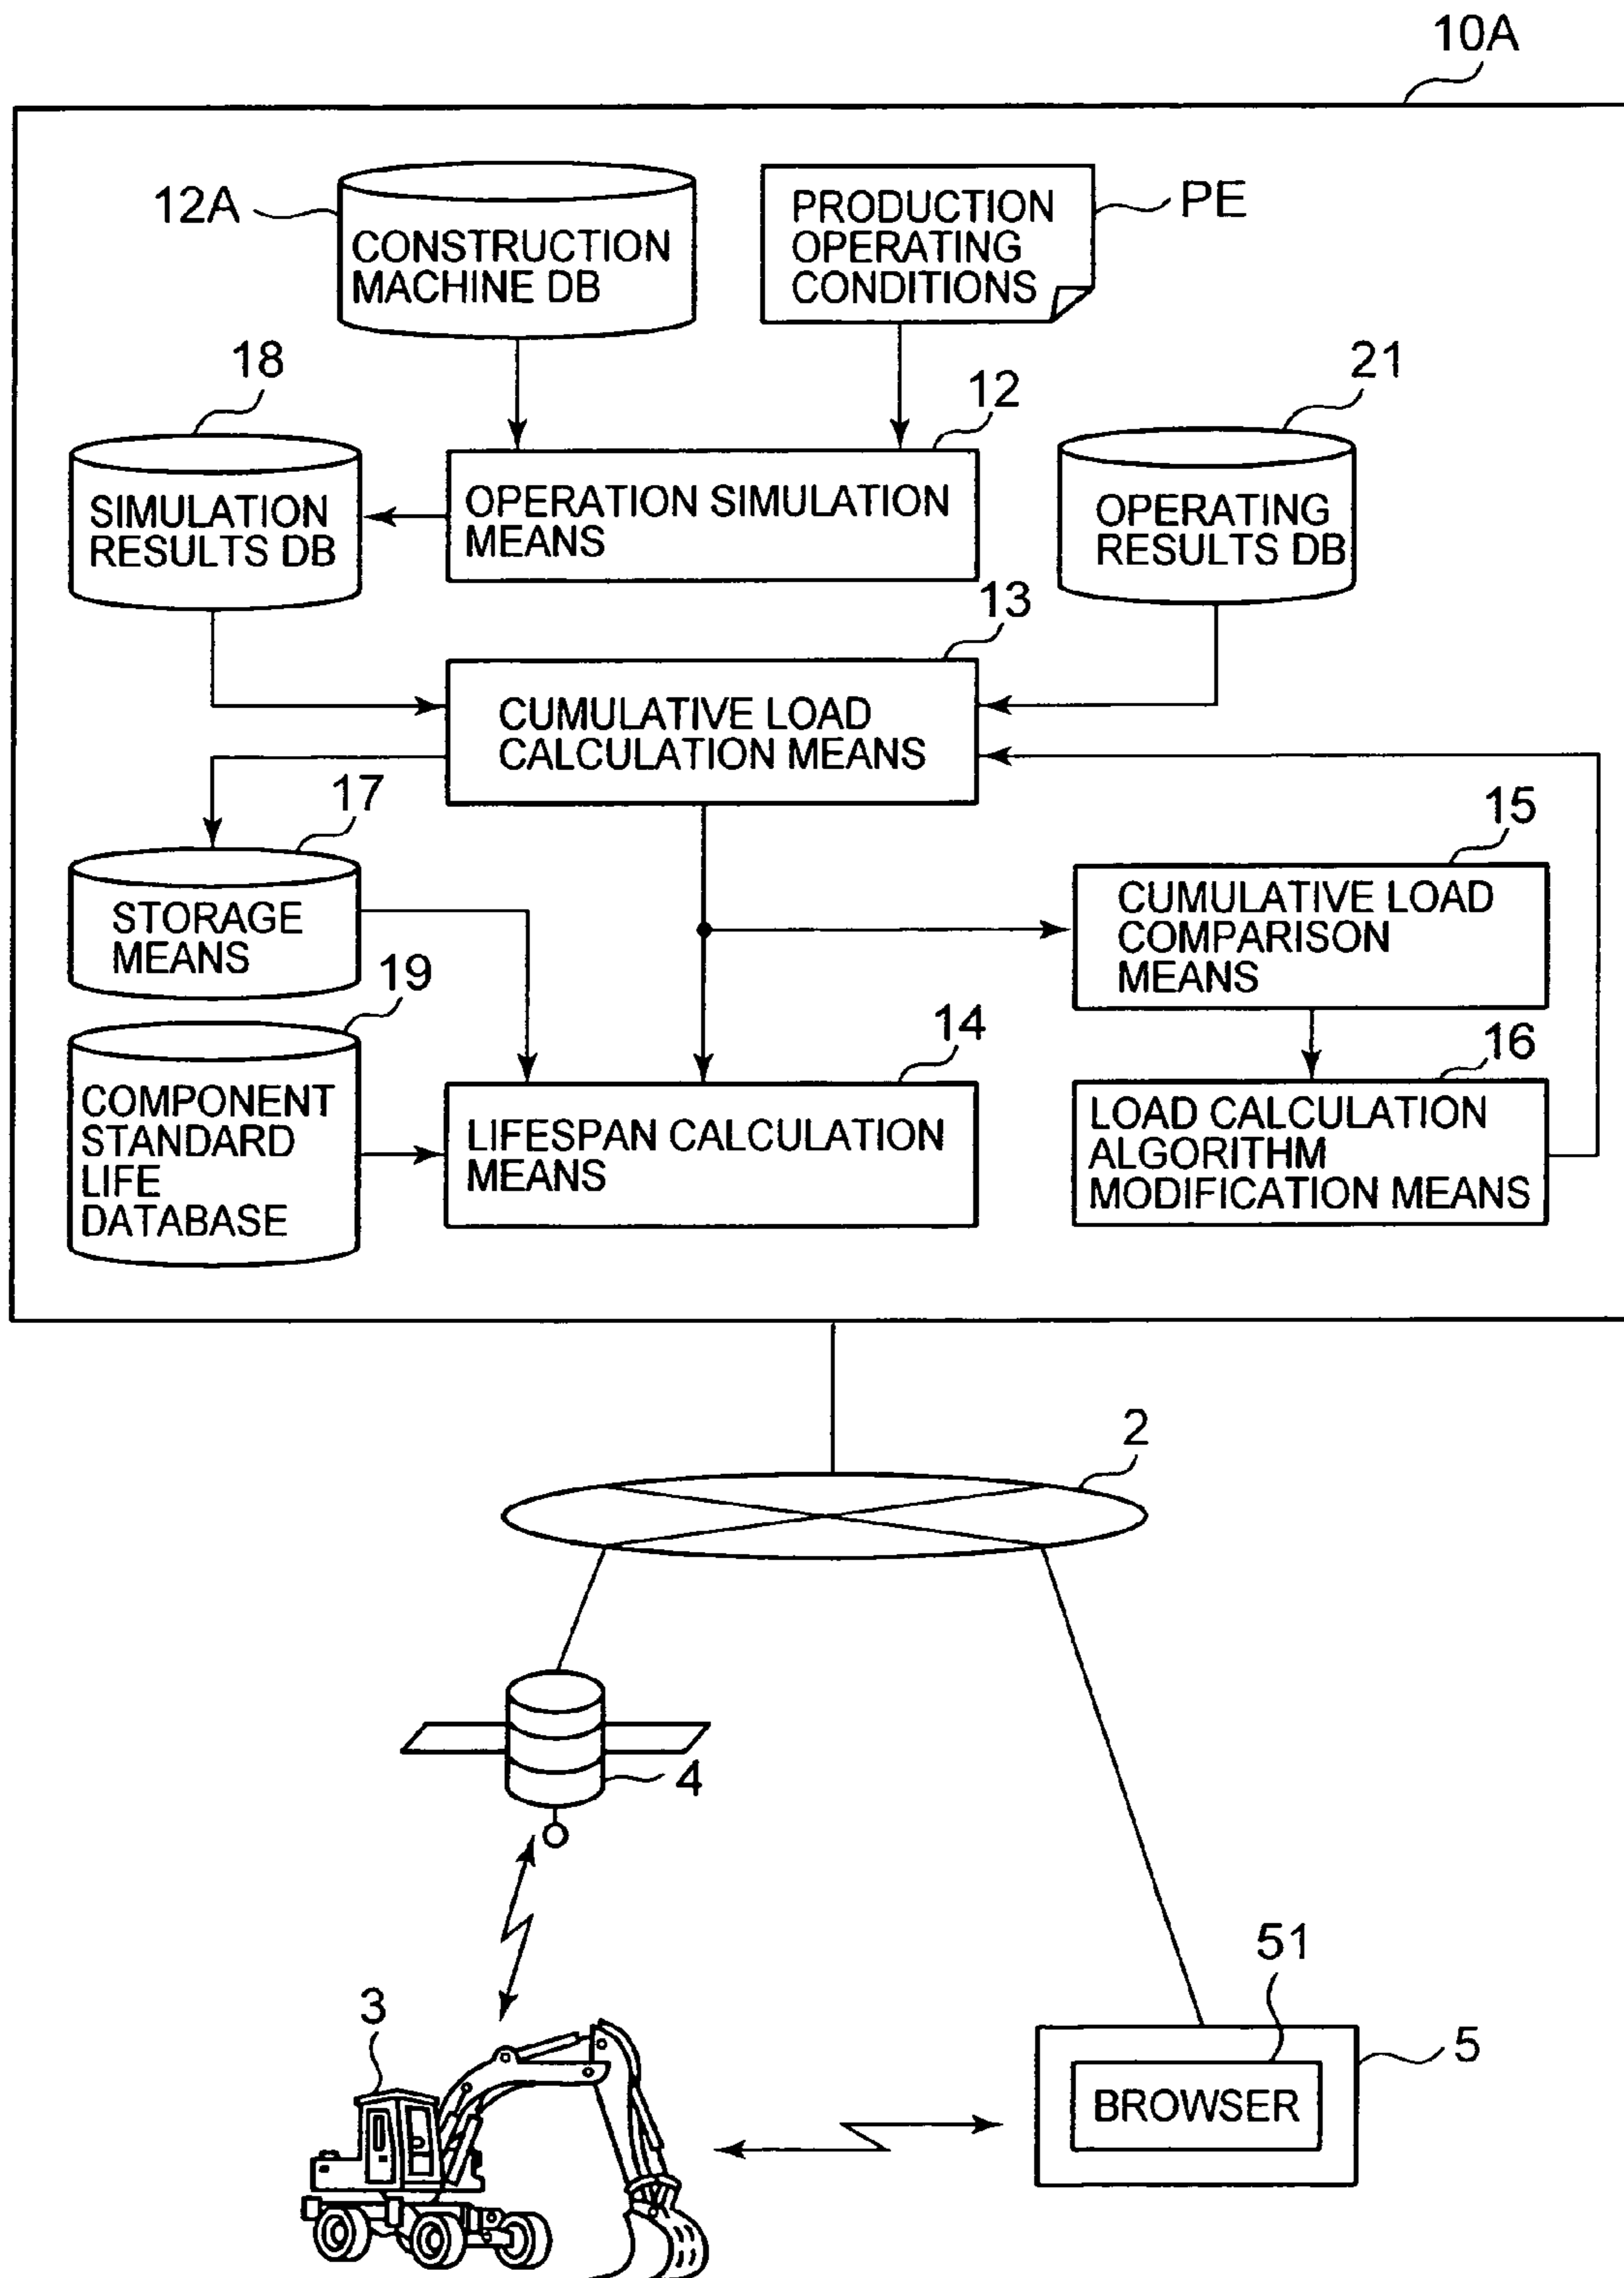 10A
12A
CONSTRUCTION
MACHINE DB
PRODUCTION
OPERATING
CONDITIONS
PE
18
12
21
SIMULATION
RESULTS DB
OPERATION SIMULATION
MEANS
OPERATING
RESULTS DB
13
CUMULATIVE LOAD
CALCULATION MEANS
17
15
STORAGE
MEANS
CUMULATIVE LOAD
COMPARISON
MEANS
19
14
16
COMPONENT
STANDARD
LIFE
DATABASE
LIFESPAN CALCULATION
MEANS
LOAD CALCULATION
ALGORITHM
MODIFICATION MEANS
2
4
51
3
5
BROWSER